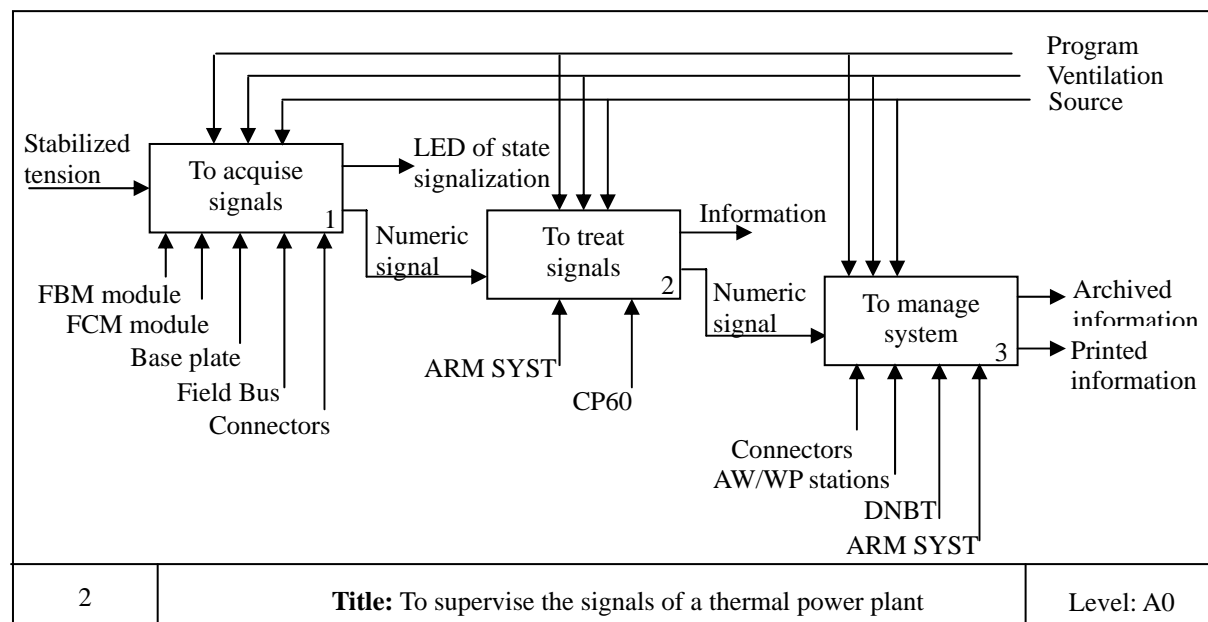 Program
Ventilation
Source
Stabilized
tension
To acquise
signals
1
LED of state
signalization
Numeric
signal
To treat
signals
2
Information
Numeric
signal
To manage
system
3
Archived
information
Printed
information
FBM module
FCM module
Base plate
Field Bus
Connectors
ARM SYST
CP60
Connectors
AW/WP stations
DNBT
ARM SYST
2
Title: To supervise the signals of a thermal power plant
Level: A0